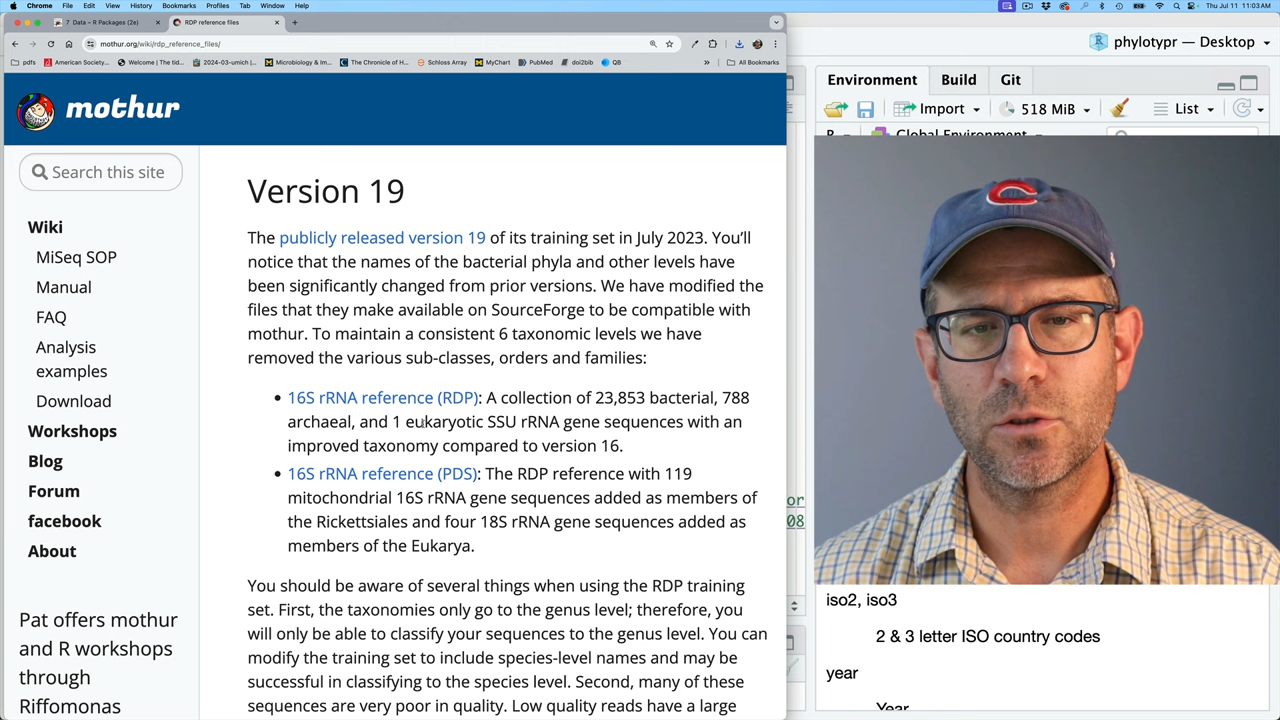 Chrome File Edit View History Bookmarks Profiles Tab Window Help Thu Jul 11 11:03AM
7 Data – R Packages (2e) RDP reference files
mothur.org/wiki/rdp_reference_files/
pdfs American Society... Welcome | The tid... 2024-03-umich |... Microbiology & Im... The Chronicle of H... Schloss Array MyChart PubMed doi2bib QB All Bookmarks
mothur
Search this site
Wiki
MiSeq SOP
Manual
FAQ
Analysis
examples
Download
Workshops
Blog
Forum
facebook
About
Pat offers mothur
and R workshops
through
Riffomonas
Version 19
The publicly released version 19 of its training set in July 2023. You’ll
notice that the names of the bacterial phyla and other levels have
been significantly changed from prior versions. We have modified the
files that they make available on SourceForge to be compatible with
mothur. To maintain a consistent 6 taxonomic levels we have
removed the various sub-classes, orders and families:
16S rRNA reference (RDP): A collection of 23,853 bacterial, 788
archaeal, and 1 eukaryotic SSU rRNA gene sequences with an
improved taxonomy compared to version 16.
16S rRNA reference (PDS): The RDP reference with 119
mitochondrial 16S rRNA gene sequences added as members of
the Rickettsiales and four 18S rRNA gene sequences added as
members of the Eukarya.
You should be aware of several things when using the RDP training
set. First, the taxonomies only go to the genus level; therefore, you
will only be able to classify your sequences to the genus level. You can
modify the training set to include species-level names and may be
successful in classifying to the species level. Second, many of these
sequences are very poor in quality. Low quality reads have a large
phylotypr — Desktop
Environment Build Git
Import 518 MiB List
R Global Environment
C
or
08
iso2, iso3
2 & 3 letter ISO country codes
year
Year